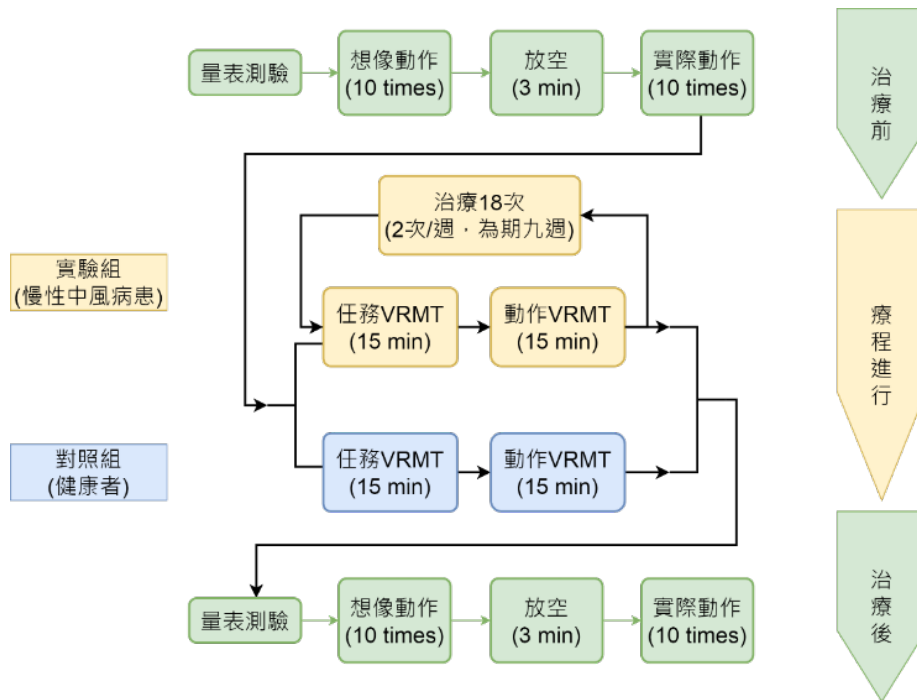 量表測驗
想像動作
(10 times)
放空
(3 min)
實際動作
(10 times)
治療前
治療18次
(2次/週，為期九週)
實驗組
(慢性中風病患)
任務VRMT
(15 min)
動作VRMT
(15 min)
療程進行
對照組
(健康者)
任務VRMT
(15 min)
動作VRMT
(15 min)
量表測驗
想像動作
(10 times)
放空
(3 min)
實際動作
(10 times)
治療後